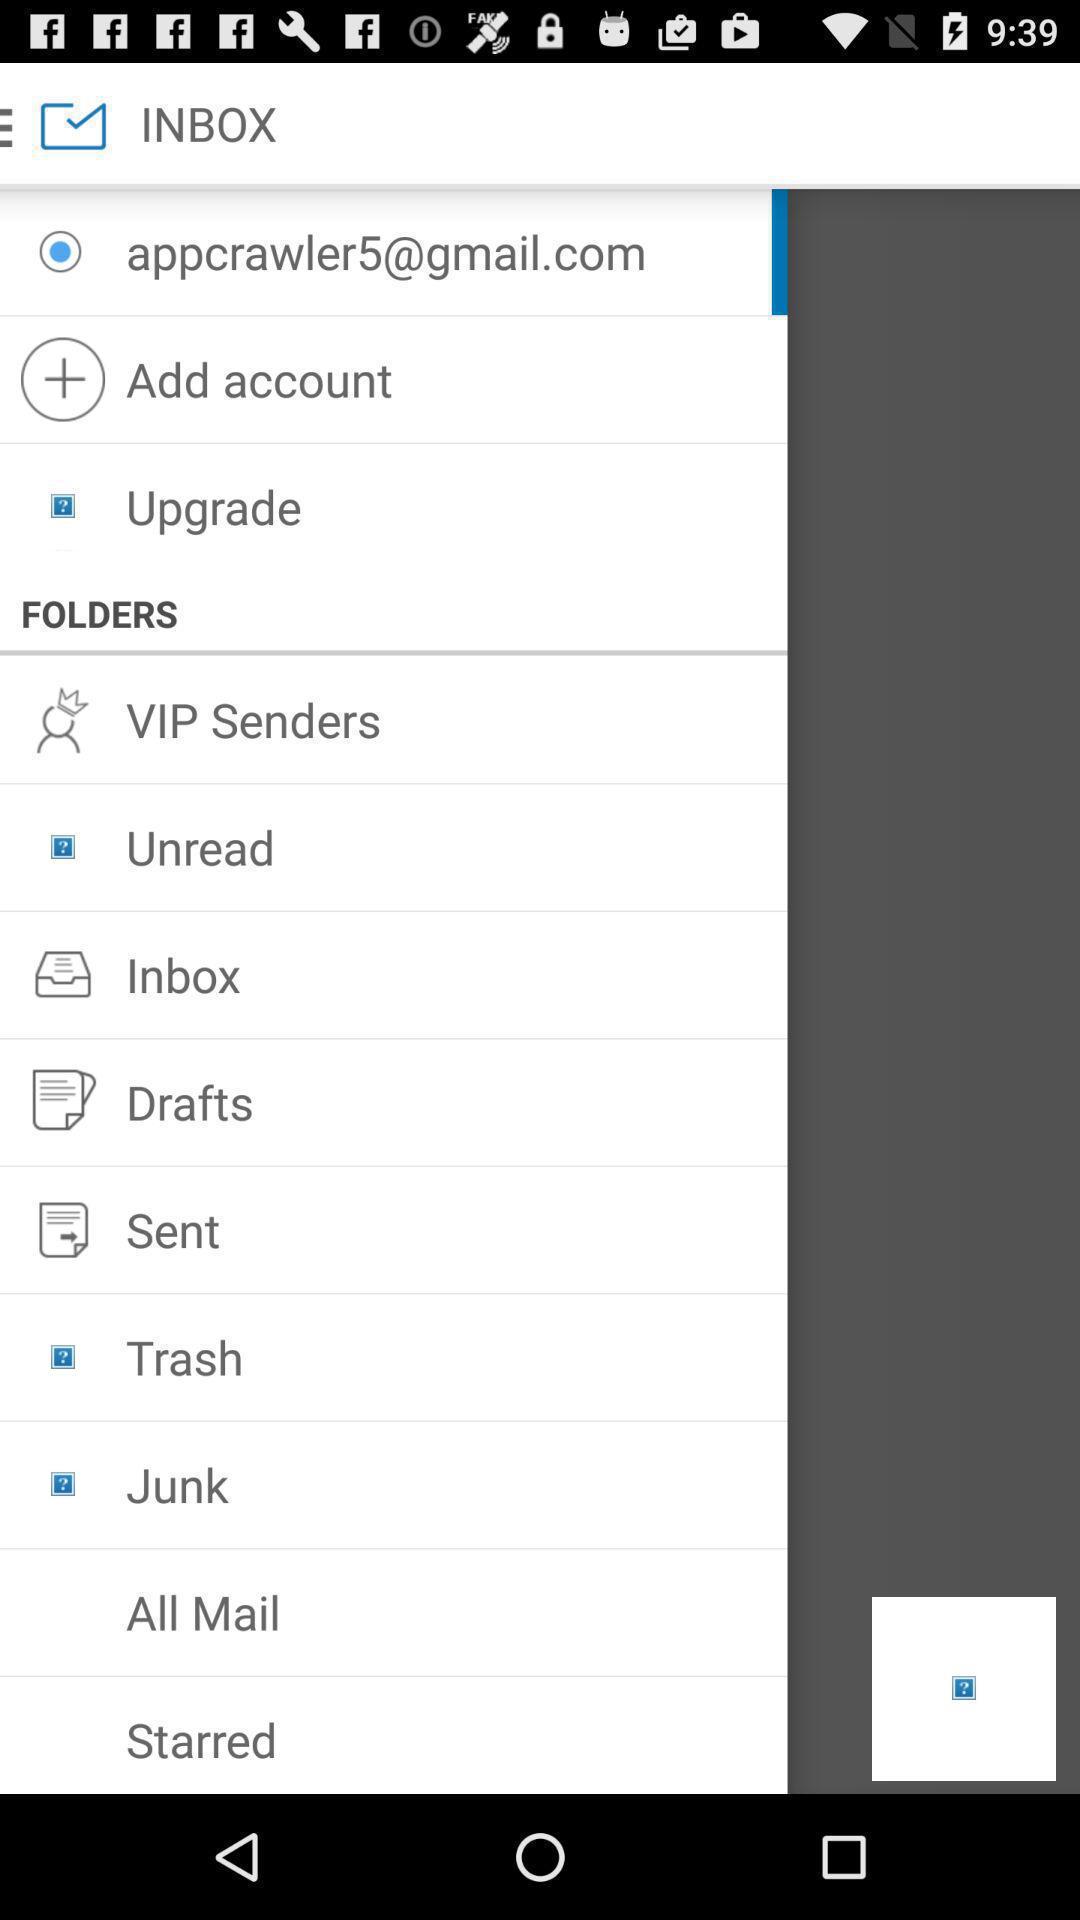 FAKE
9:39
INBOX
appcrawler5@gmail.com
Add account
Upgrade
FOLDERS
VIP Senders
Unread
Inbox
Drafts
Sent
Trash
Junk
All Mail
Starred